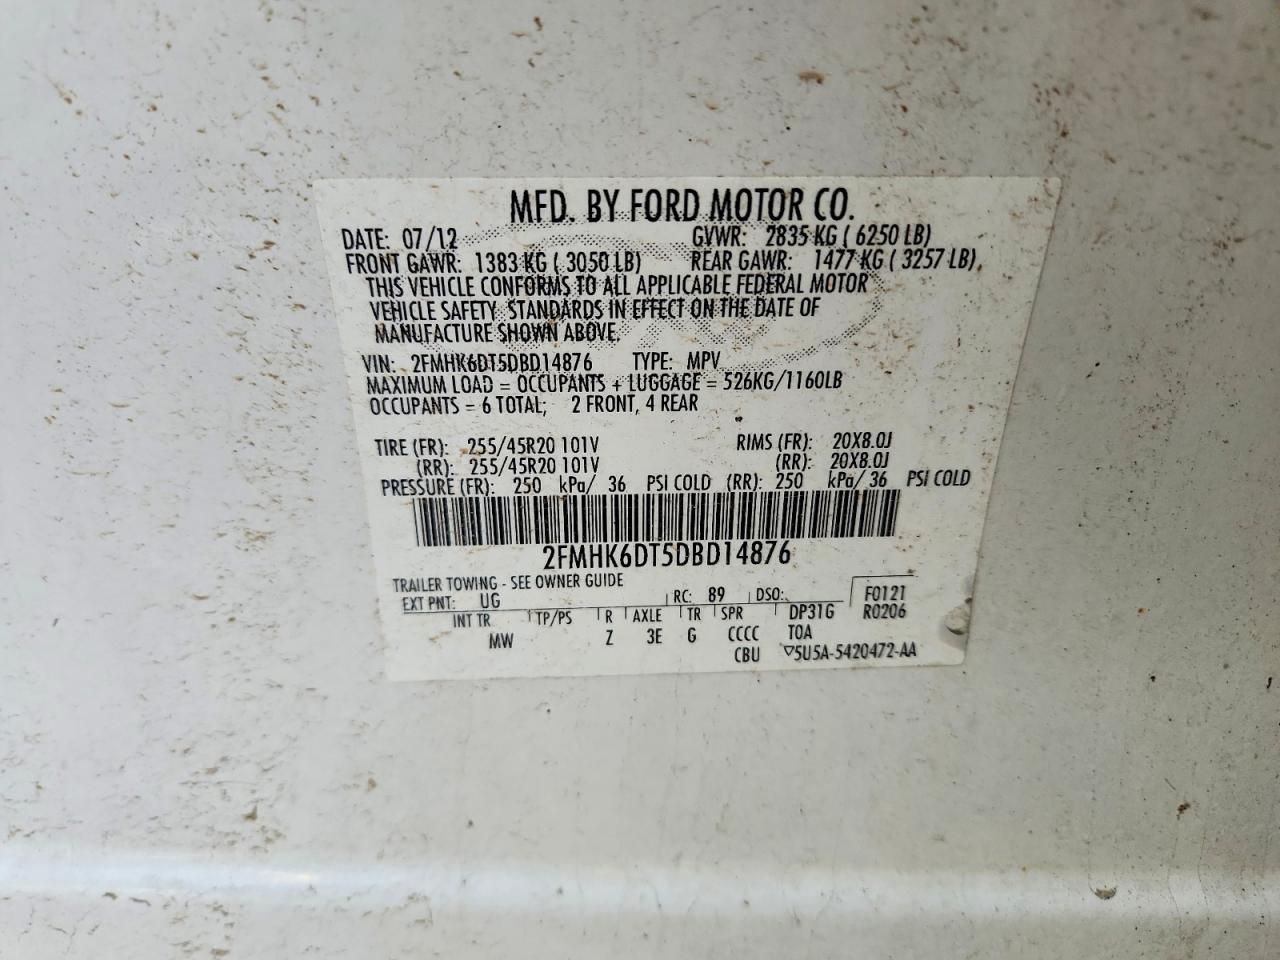 MFD. BY FORD MOTOR CO.
DATE: 07/12 GVWR: 2835 KG ( 6250 LB)
FRONT GAWR: 1383 KG ( 3050 LB) REAR GAWR: 1477 KG ( 3257 LB),
THIS VEHICLE CONFORMS TO ALL APPLICABLE FEDERAL MOTOR
VEHICLE SAFETY STANDARDS IN EFFECT ON THE DATE OF
MANUFACTURE SHOWN ABOVE.
VIN: 2FMHK6DT5DBD14876 TYPE: MPV
MAXIMUM LOAD = OCCUPANTS + LUGGAGE = 526KG/1160LB
OCCUPANTS = 6 TOTAL; 2 FRONT, 4 REAR
TIRE (FR): 255/45R20 101V RIMS (FR): 20X8.0J
(RR): 255/45R20 101V (RR): 20X8.0J
PRESSURE (FR): 250 kPa/ 36 PSI COLD (RR): 250 kPa/ 36 PSI COLD
2FMHK6DT5DBD14876
TRAILER TOWING - SEE OWNER GUIDE
EXT PNT: UG RC: 89 DSO: F0121
INT TR TP/PS R AXLE TR SPR DP31G R0206
MW Z 3E G CCCC TOA
CBU ▽5U5A-5420472-AA